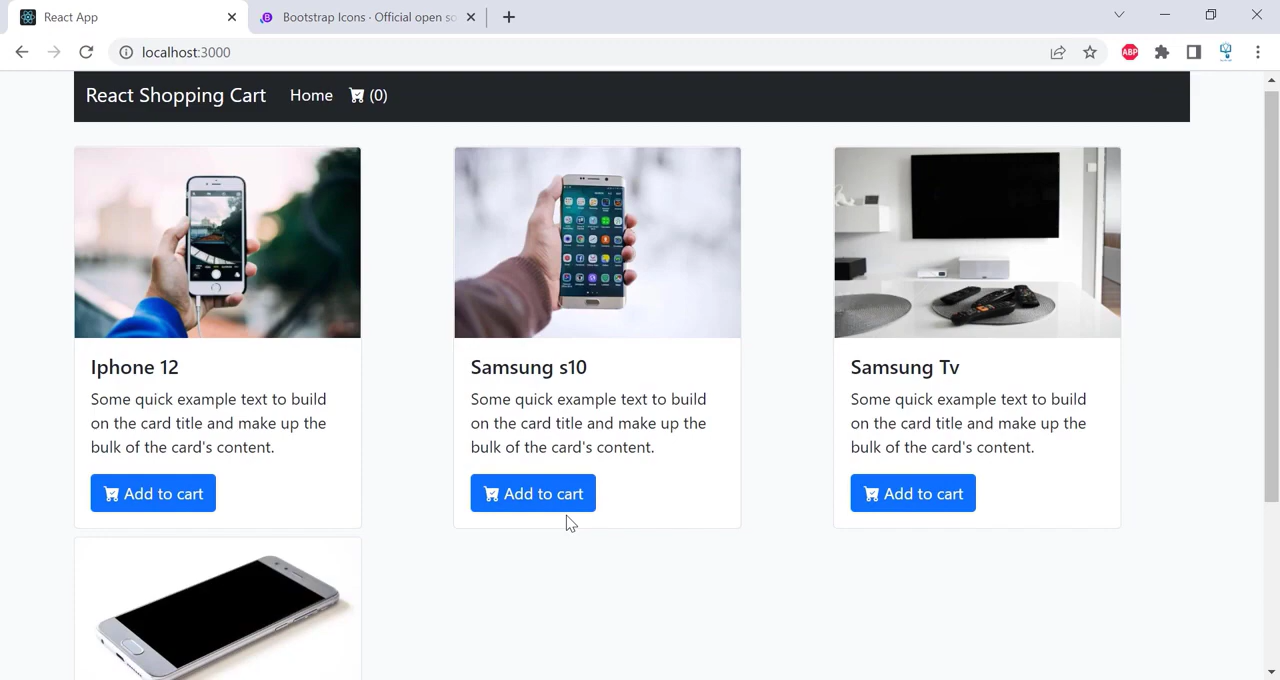 React App
Bootstrap Icons · Official open so
localhost:3000
ABP
React Shopping Cart
Home
(0)
Iphone 12
Some quick example text to build
on the card title and make up the
bulk of the card's content.
Add to cart
Samsung s10
Some quick example text to build
on the card title and make up the
bulk of the card's content.
Add to cart
Samsung Tv
Some quick example text to build
on the card title and make up the
bulk of the card's content.
Add to cart